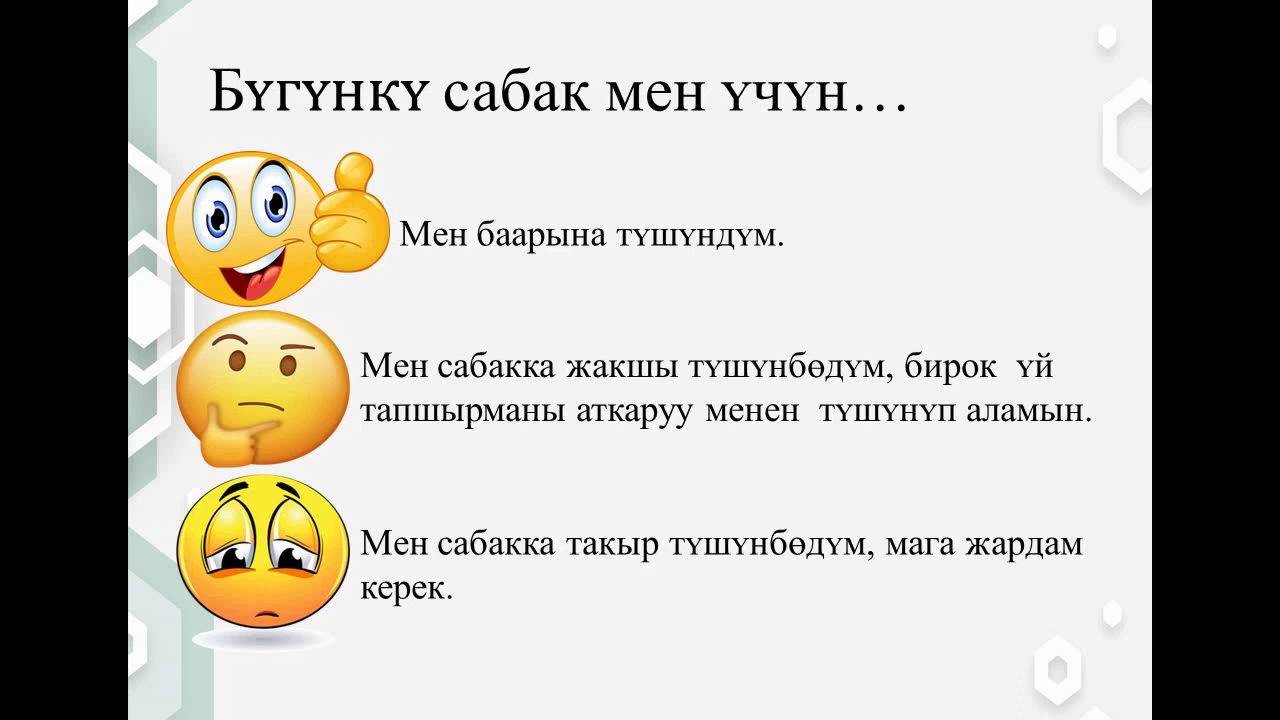 Бүгүнкү сабак мен үчүн…
Мен баарына түшүндүм.
Мен сабакка жакшы түшүнбөдүм, бирок үй
тапшырманы аткаруу менен түшүнүп аламын.
Мен сабакка такыр түшүнбөдүм, мага жардам
керек.